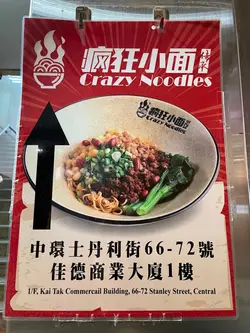 疯狂小面
Crazy Noodles
疯狂小面
Crazy Noodles
中環士丹利街66-72號
佳德商業大廈1樓
1/F, Kai Tak Commercail Building, 66-72 Stanley Street, Central